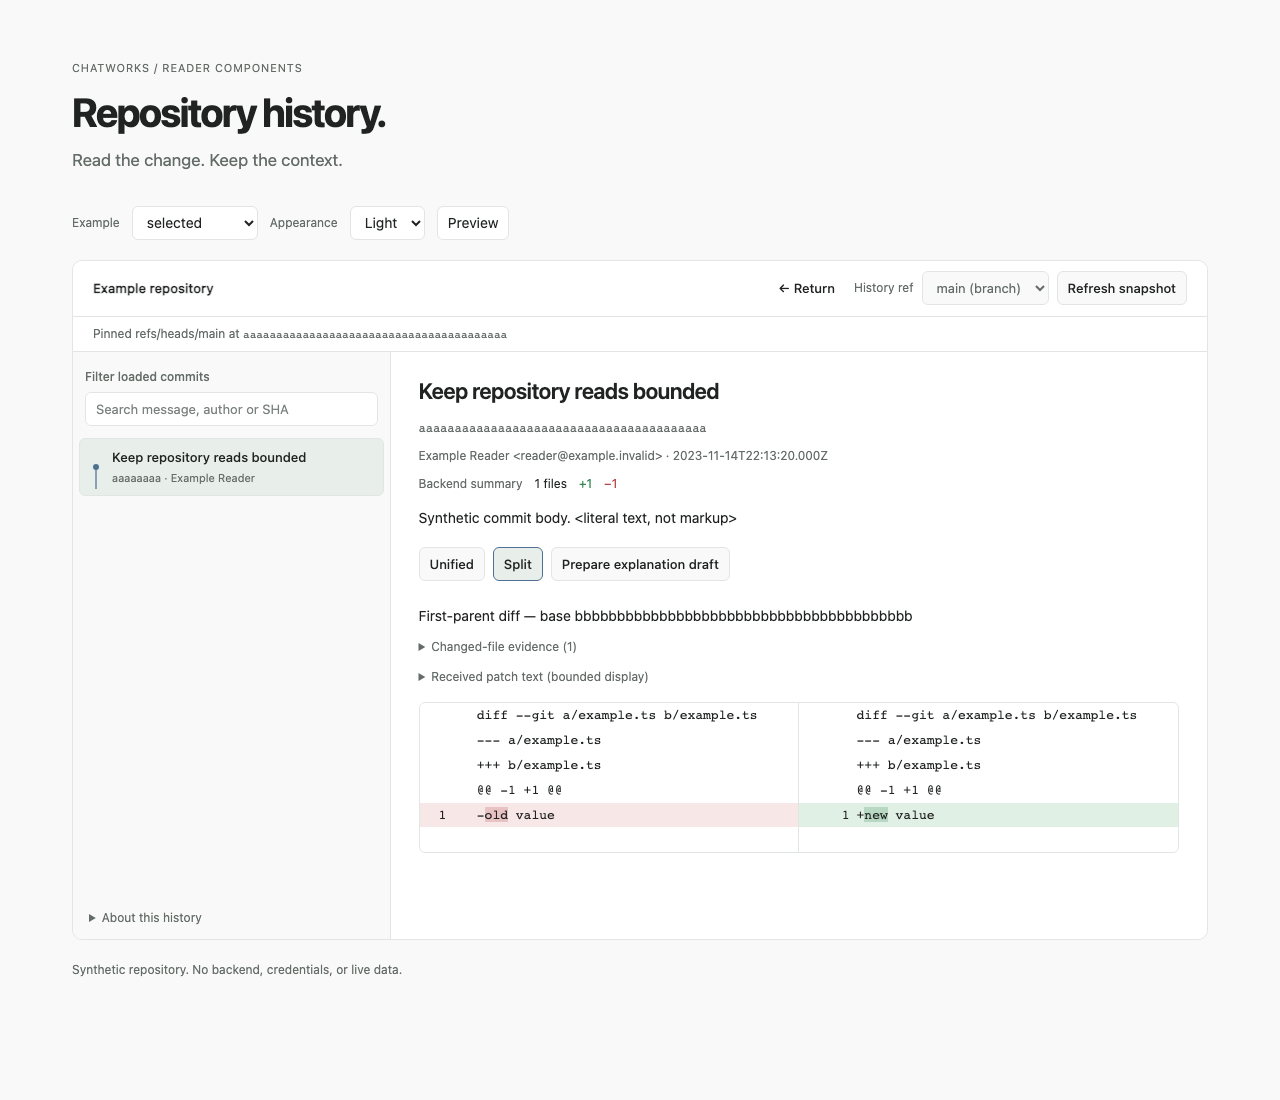 CHATWORKS / READER COMPONENTS
Repository history.
Read the change. Keep the context.
Example selected Appearance Light Preview
Example repository ← Return History ref main (branch) Refresh snapshot
Pinned refs/heads/main at aaaaaaaaaaaaaaaaaaaaaaaaaaaaaaaaaaaaaaaa
Filter loaded commits
Search message, author or SHA
Keep repository reads bounded
aaaaaaaa · Example Reader
About this history
Keep repository reads bounded
aaaaaaaaaaaaaaaaaaaaaaaaaaaaaaaaaaaaaaaa
Example Reader <reader@example.invalid> · 2023-11-14T22:13:20.000Z
Backend summary 1 files +1 −1
Synthetic commit body. <literal text, not markup>
Unified Split Prepare explanation draft
First-parent diff — base bbbbbbbbbbbbbbbbbbbbbbbbbbbbbbbbbbbbbbbb
Changed-file evidence (1)
Received patch text (bounded display)
diff --git a/example.ts b/example.ts diff --git a/example.ts b/example.ts
--- a/example.ts --- a/example.ts
+++ b/example.ts +++ b/example.ts
@@ -1 +1 @@ @@ -1 +1 @@
1 -old value 1 +new value
Synthetic repository. No backend, credentials, or live data.